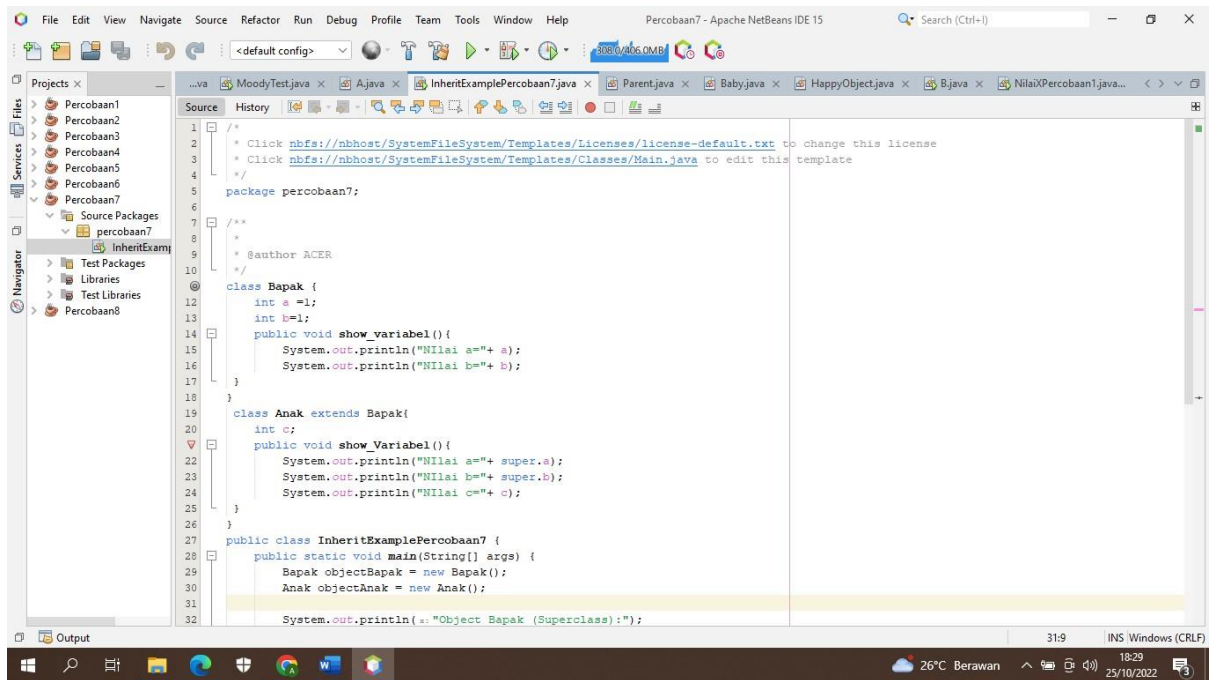 File Edit View Navigate Source Refactor Run Debug Profile Team Tools Window Help Percobaan7 - Apache NetBeans IDE 15 Search (Ctrl+I)
<default config> 308.0/406.0MB
Projects
...va MoodyTest.java A.java InheritExamplePercobaan7.java Parent.java Baby.java HappyObject.java B.java NilaiXPercobaan1.java...
Files
Services
Navigator
Percobaan1
Percobaan2
Percobaan3
Percobaan4
Percobaan5
Percobaan6
Percobaan7
Source Packages
percobaan7
InheritExamp
Test Packages
Libraries
Test Libraries
Percobaan8
Source History
1 /*
2 * Click nbfs://nbhost/SystemFileSystem/Templates/Licenses/license-default.txt to change this license
3 * Click nbfs://nbhost/SystemFileSystem/Templates/Classes/Main.java to edit this template
4 */
5 package percobaan7;
6
7 /**
8 *
9 * @author ACER
10 */
class Bapak {
12 int a =1;
13 int b=1;
14 public void show_variabel(){
15 System.out.println("NIlai a="+ a);
16 System.out.println("NIlai b="+ b);
17 }
18 }
19 class Anak extends Bapak{
20 int c;
public void show_Variabel(){
22 System.out.println("NIlai a="+ super.a);
23 System.out.println("NIlai b="+ super.b);
24 System.out.println("NIlai c="+ c);
25 }
26 }
27 public class InheritExamplePercobaan7 {
28 public static void main(String[] args) {
29 Bapak objectBapak = new Bapak();
30 Anak objectAnak = new Anak();
31
32 System.out.println("Object Bapak (Superclass):");
Output
31:9 INS Windows (CRLF)
26°C Berawan
18:29
25/10/2022
3